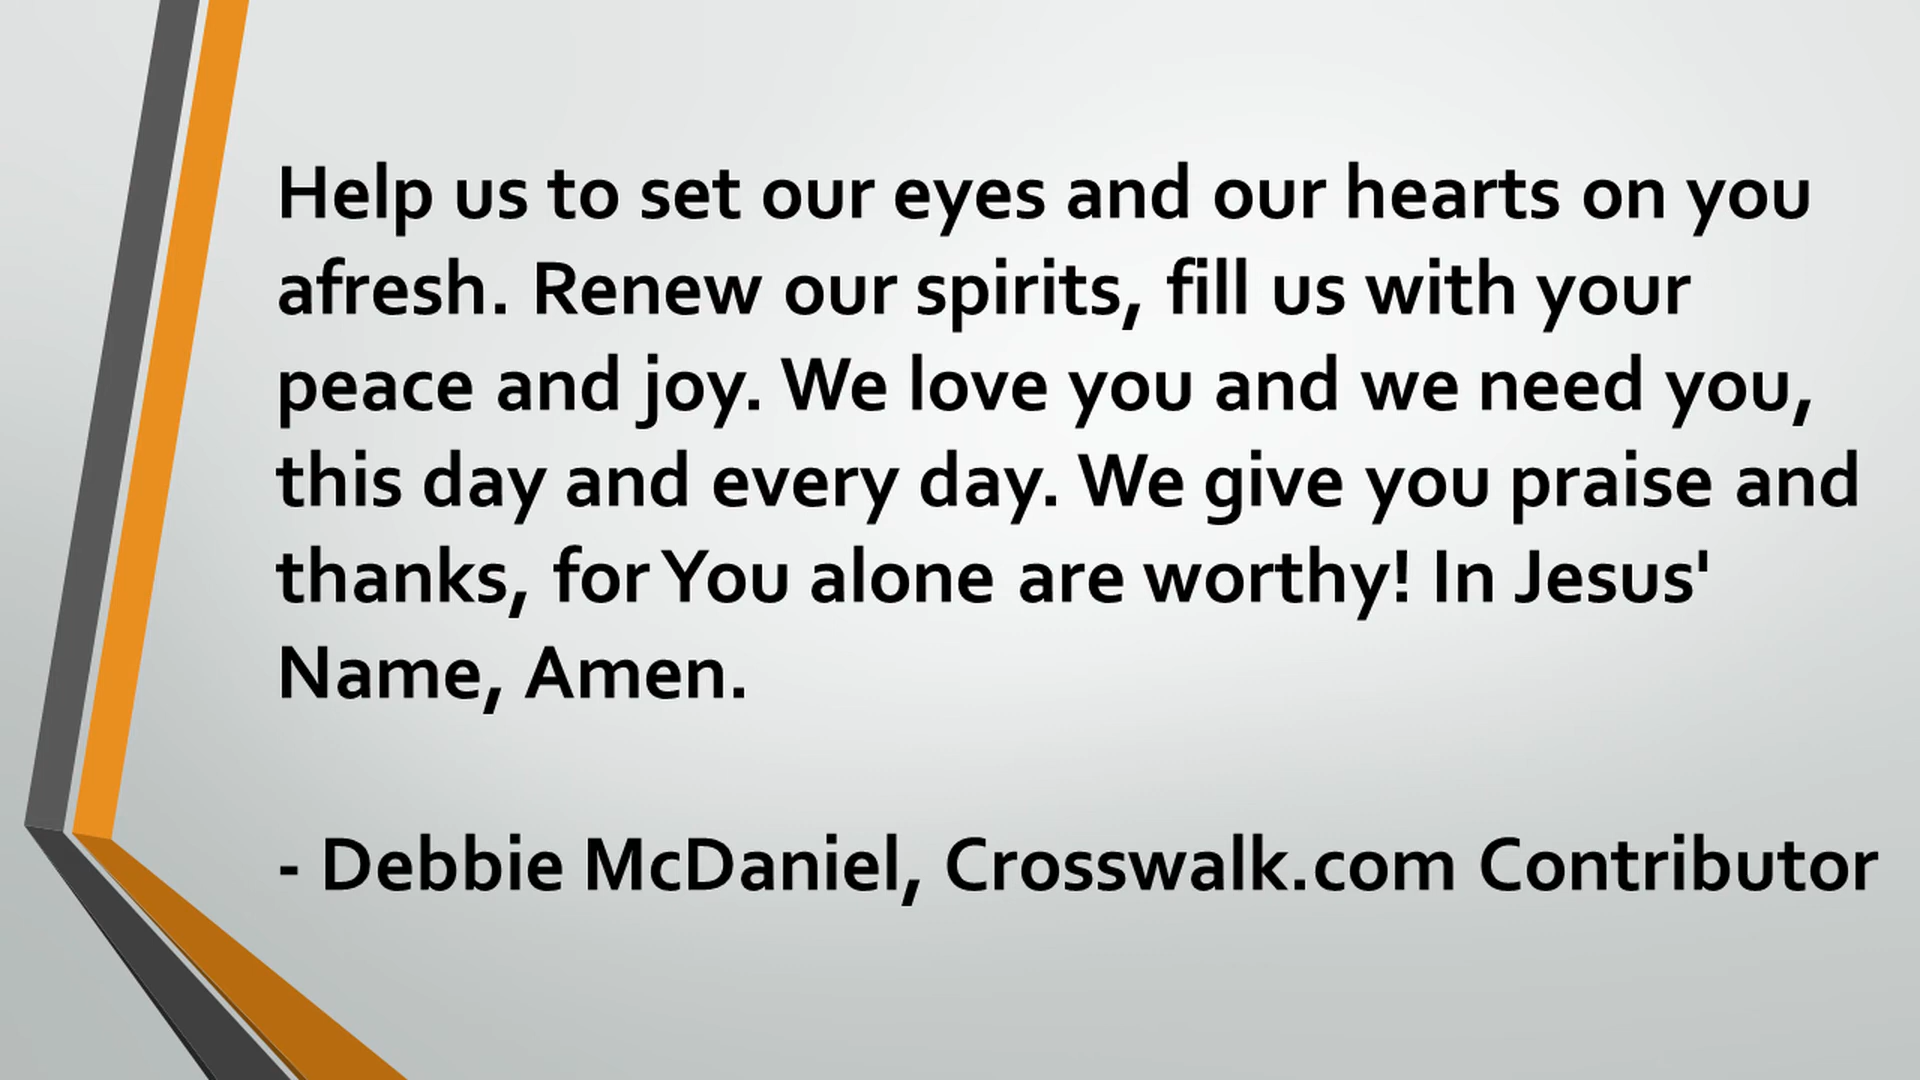 Help us to set our eyes and our hearts on you
afresh. Renew our spirits, fill us with your
peace and joy. We love you and we need you,
this day and every day. We give you praise and
thanks, for You alone are worthy! In Jesus'
Name, Amen.
- Debbie McDaniel, Crosswalk.com Contributor